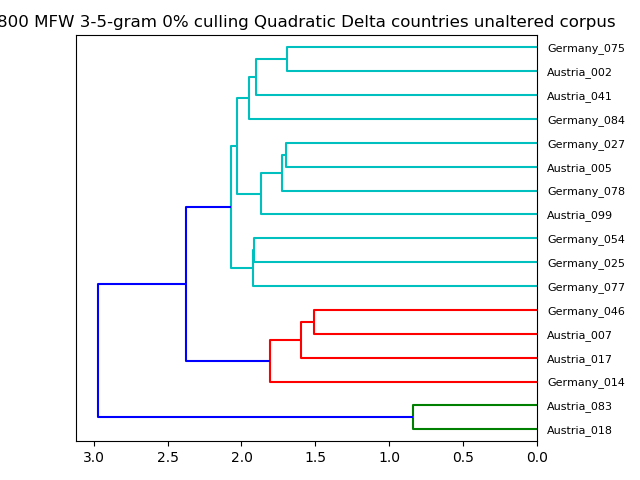 800 MFW 3-5-gram 0% culling Quadratic Delta countries unaltered corpus
Germany_075
Austria_002
Austria_041
Germany_084
Germany_027
Austria_005
Germany_078
Austria_099
Germany_054
Germany_025
Germany_077
Germany_046
Austria_007
Austria_017
Germany_014
Austria_083
Austria_018
3.0 2.5 2.0 1.5 1.0 0.5 0.0